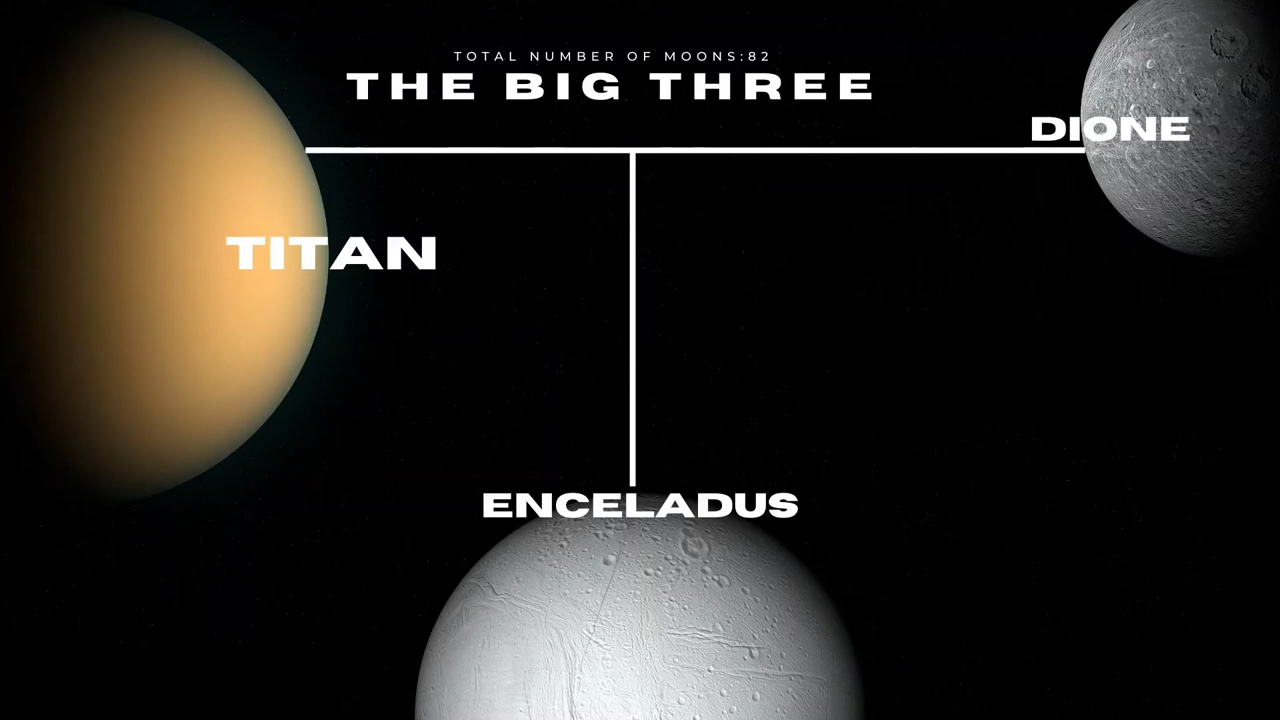 TOTAL NUMBER OF MOONS:82
THE BIG THREE
DIONE
TITAN
ENCELADUS